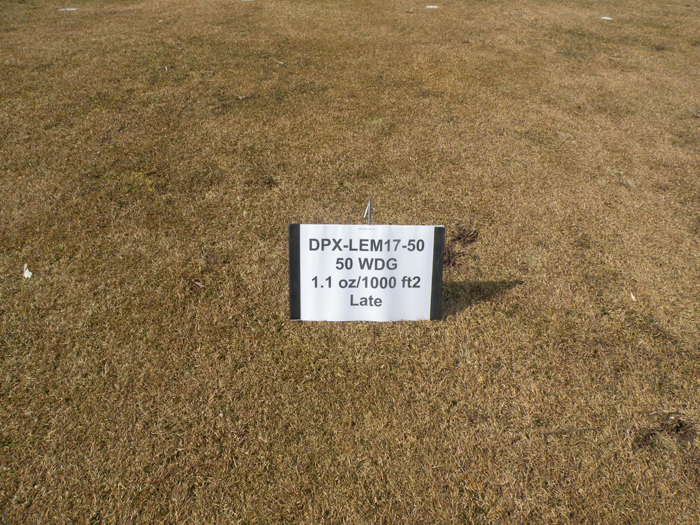 DPX-LEM17-50
50 WDG
1.1 oz/1000 ft2
Late